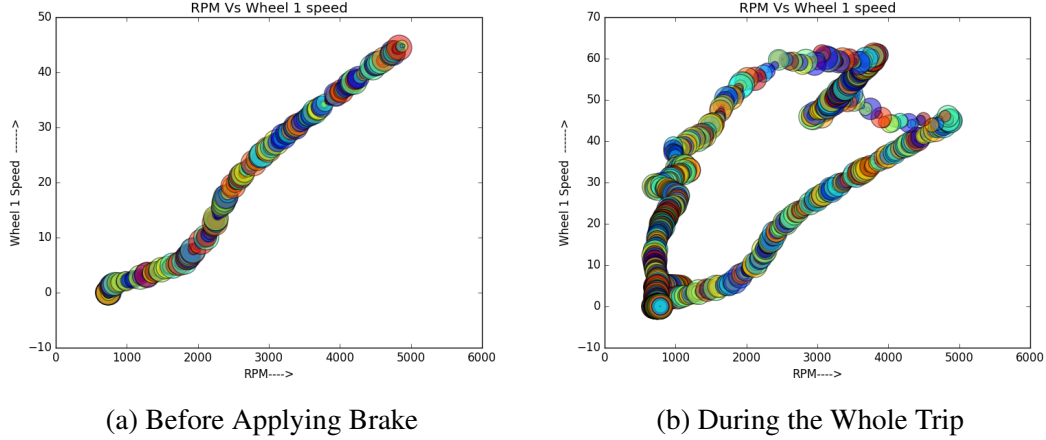 RPM Vs Wheel 1 speed
50
40
30
20
10
0
−10
Wheel 1 Speed ------>
0 1000 2000 3000 4000 5000 6000
RPM---->
(a) Before Applying Brake
RPM Vs Wheel 1 speed
70
60
50
40
30
20
10
0
−10
Wheel 1 Speed ------>
0 1000 2000 3000 4000 5000 6000
RPM---->
(b) During the Whole Trip